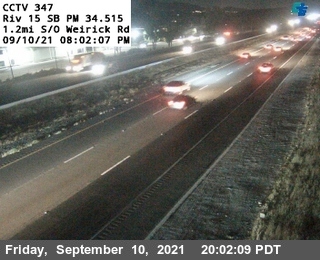 CCTV 347
Riv 15 SB PM 34.515
1.2mi S/O Weirick Rd
09/10/21 08:02:07 PM
Friday, September 10, 2021 20:02:09 PDT